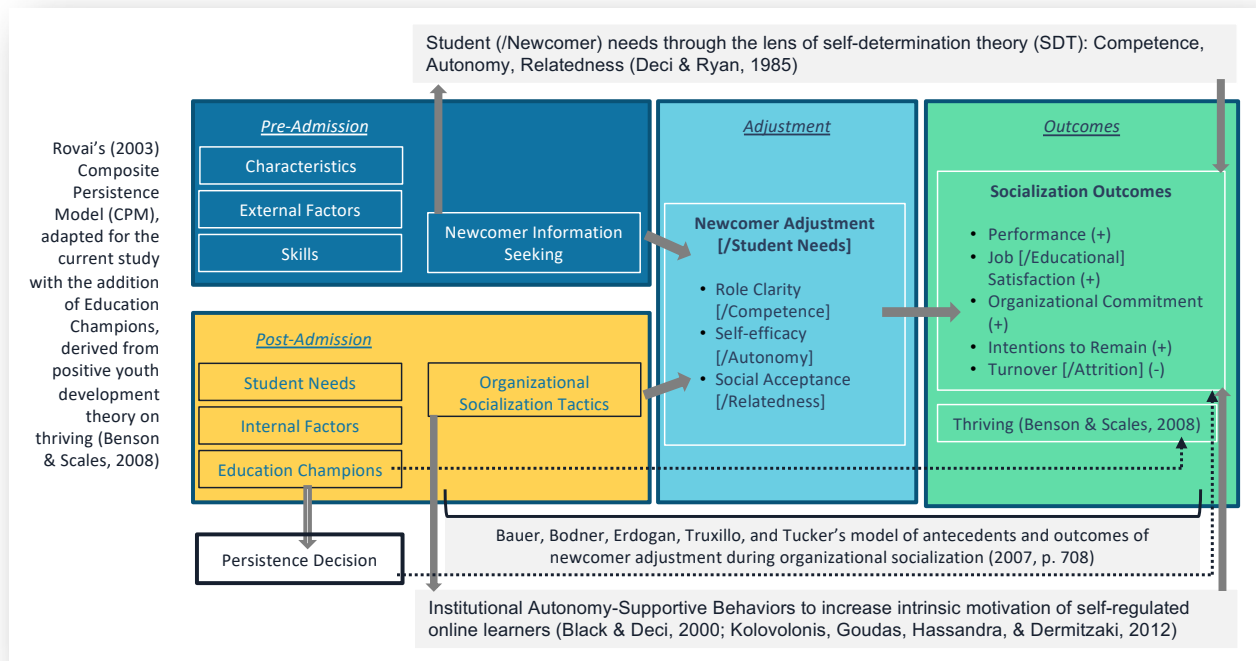 Student (/Newcomer) needs through the lens of self-determination theory (SDT): Competence,
Autonomy, Relatedness (Deci & Ryan, 1985)
Rovai's (2003)
Composite
Persistence
Model (CPM),
adapted for the
current study
with the addition
of Education
Champions,
derived from
positive youth
development
theory on
thriving (Benson
& Scales, 2008)
Pre-Admission
Characteristics
External Factors
Skills
Newcomer Information
Seeking
Post-Admission
Student Needs
Internal Factors
Education Champions
Organizational
Socialization Tactics
Persistence Decision
Adjustment
Newcomer Adjustment
[/Student Needs]
• Role Clarity
[/Competence]
• Self-efficacy
[/Autonomy]
• Social Acceptance
[/Relatedness]
Outcomes
Socialization Outcomes
• Performance (+)
• Job [/Educational]
Satisfaction (+)
• Organizational Commitment
(+)
• Intentions to Remain (+)
• Turnover [/Attrition] (-)
Thriving (Benson & Scales, 2008)
Bauer, Bodner, Erdogan, Truxillo, and Tucker's model of antecedents and outcomes of
newcomer adjustment during organizational socialization (2007, p. 708)
Institutional Autonomy-Supportive Behaviors to increase intrinsic motivation of self-regulated
online learners (Black & Deci, 2000; Kolovolonis, Goudas, Hassandra, & Dermitzaki, 2012)